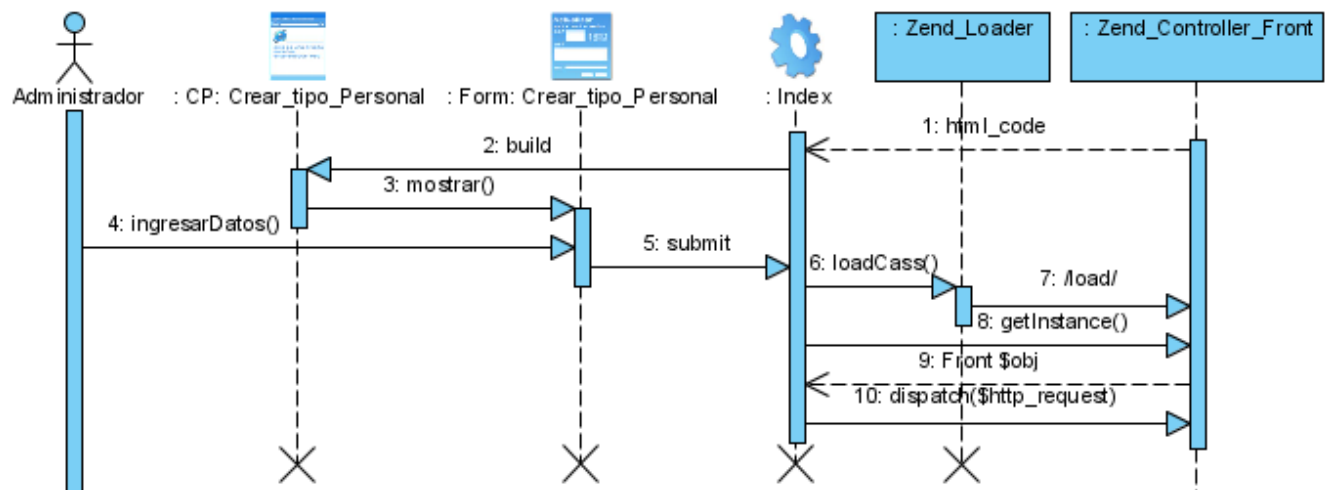 : Zend_Loader
: Zend_Controller_Front
Administrador
: CP: Crear_tipo_Personal
: Form: Crear_tipo_Personal
: Index
1: html_code
2: build
3: mostrar()
4: ingresarDatos()
5: submit
6: loadCass()
7: /load/
8: getInstance()
9: Front $obj
10: dispatch($http_request)